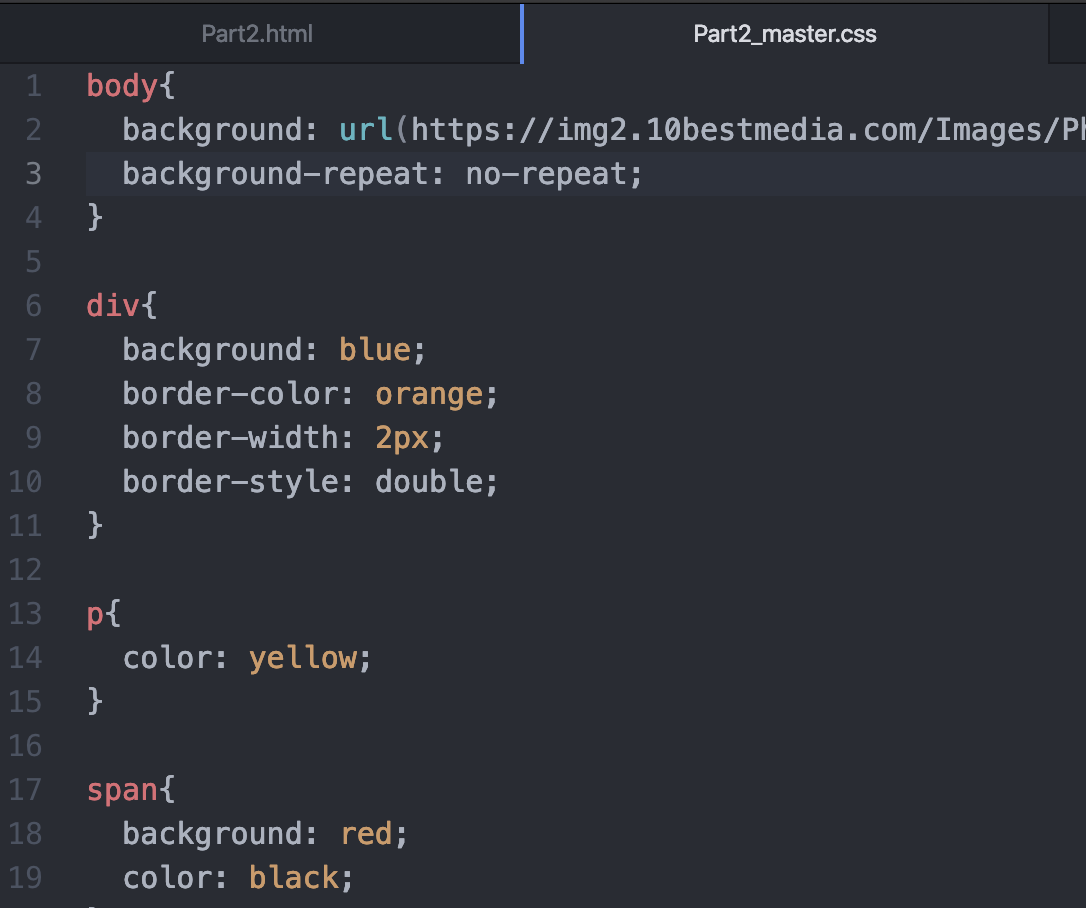 Part2.html Part2_master.css
1 body{
2 background: url(https://img2.10bestmedia.com/Images/Ph
3 background-repeat: no-repeat;
4 }
5
6 div{
7 background: blue;
8 border-color: orange;
9 border-width: 2px;
10 border-style: double;
11 }
12
13 p{
14 color: yellow;
15 }
16
17 span{
18 background: red;
19 color: black;